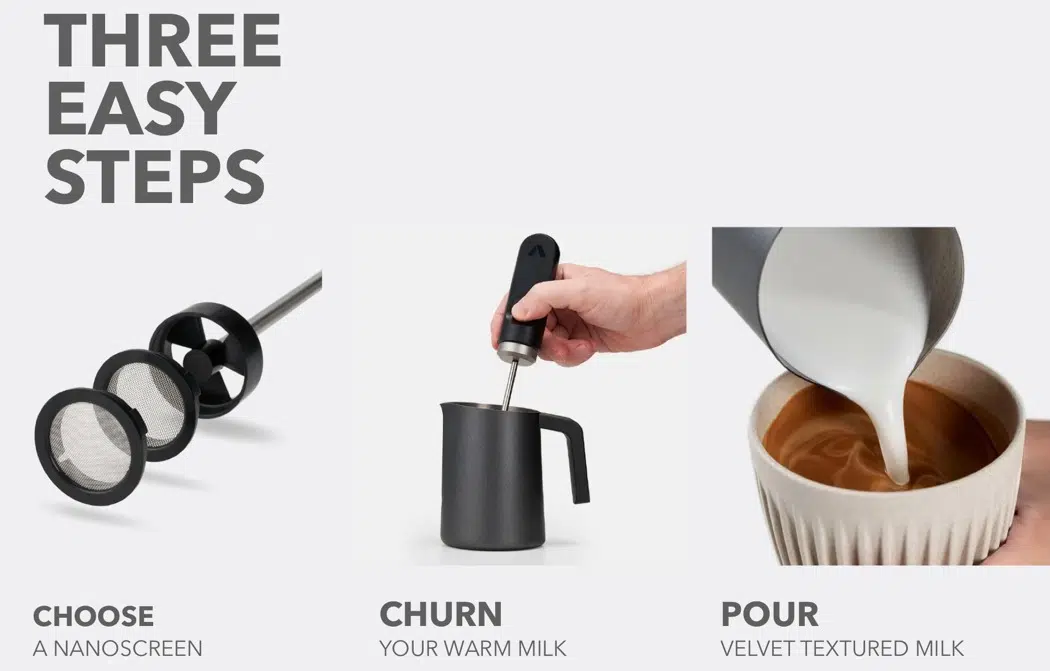 THREE
EASY
STEPS
CHOOSE
A NANOSCREEN
CHURN
YOUR WARM MILK
POUR
VELVET TEXTURED MILK